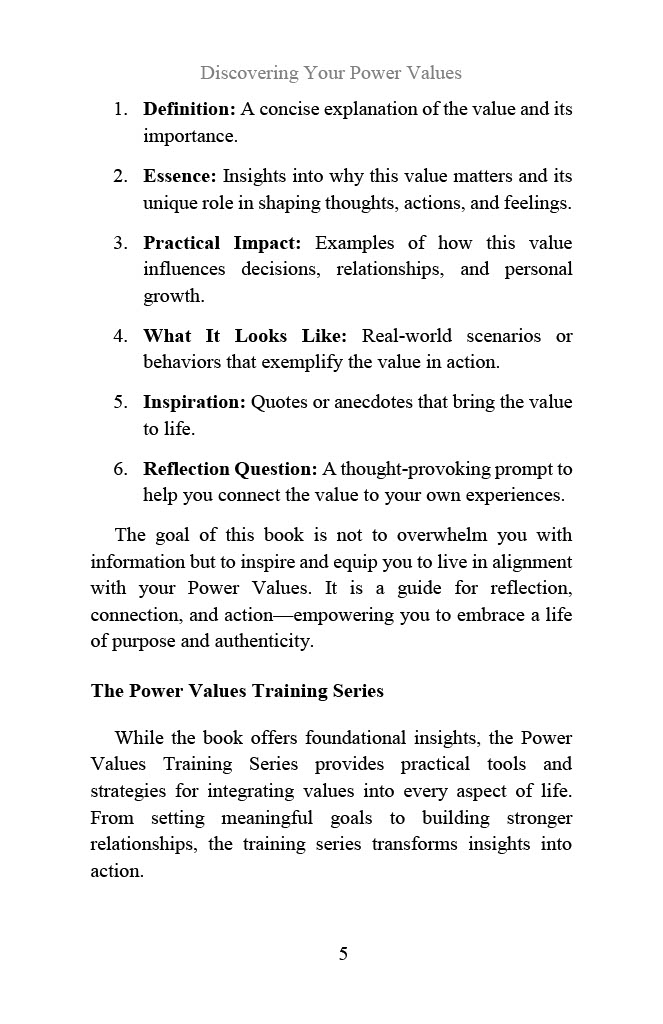 Discovering Your Power Values
1. Definition: A concise explanation of the value and its
importance.
2. Essence: Insights into why this value matters and its
unique role in shaping thoughts, actions, and feelings.
3. Practical Impact: Examples of how this value
influences decisions, relationships, and personal
growth.
4. What It Looks Like: Real-world scenarios or
behaviors that exemplify the value in action.
5. Inspiration: Quotes or anecdotes that bring the value
to life.
6. Reflection Question: A thought-provoking prompt to
help you connect the value to your own experiences.
The goal of this book is not to overwhelm you with
information but to inspire and equip you to live in alignment
with your Power Values. It is a guide for reflection,
connection, and action—empowering you to embrace a life
of purpose and authenticity.
The Power Values Training Series
While the book offers foundational insights, the Power
Values Training Series provides practical tools and
strategies for integrating values into every aspect of life.
From setting meaningful goals to building stronger
relationships, the training series transforms insights into
action.
5